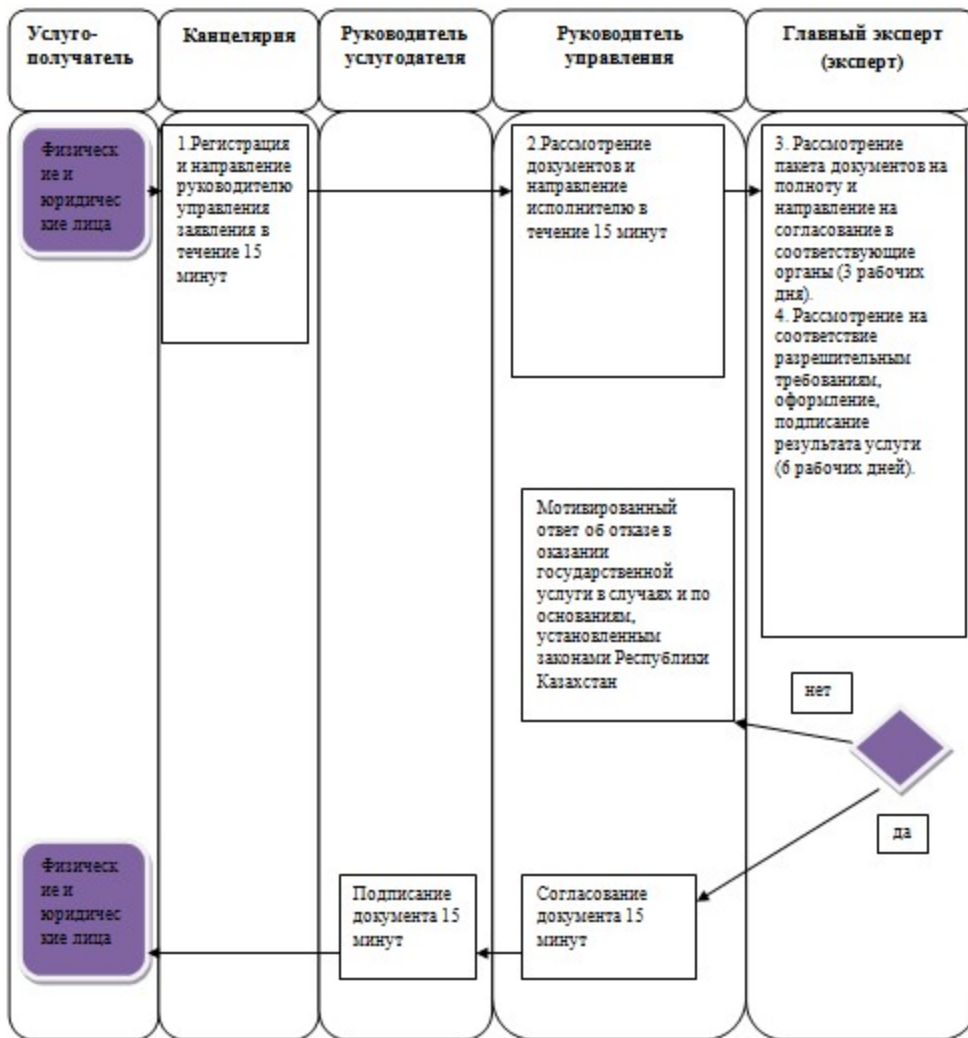 Услуго-
получатель
Канцелярия
Руководитель
услугодателя
Руководитель
управления
Главный эксперт
(эксперт)
Физическ
ие и
юридичес
кие лица
1.Регистрация
и направление
руководителю
управления
заявления в
течение 15
минут
2.Рассмотрение
документов и
направление
исполнителю в
течение 15 минут
3. Рассмотрение
пакета документов на
полноту и
направление на
согласование в
соответствующие
органы (3 рабочих
дня).
4. Рассмотрение на
соответствие
разрешительным
требованиям,
оформление,
подписание
результата услуги
(6 рабочих дней).
Мотивированный
ответ об отказе в
оказании
государственной
услуги в случаях и по
основаниям,
установленным
законами Республики
Казахстан
нет
да
Физическ
ие и
юридичес
кие лица
Подписание
документа 15
минут
Согласование
документа 15
минут